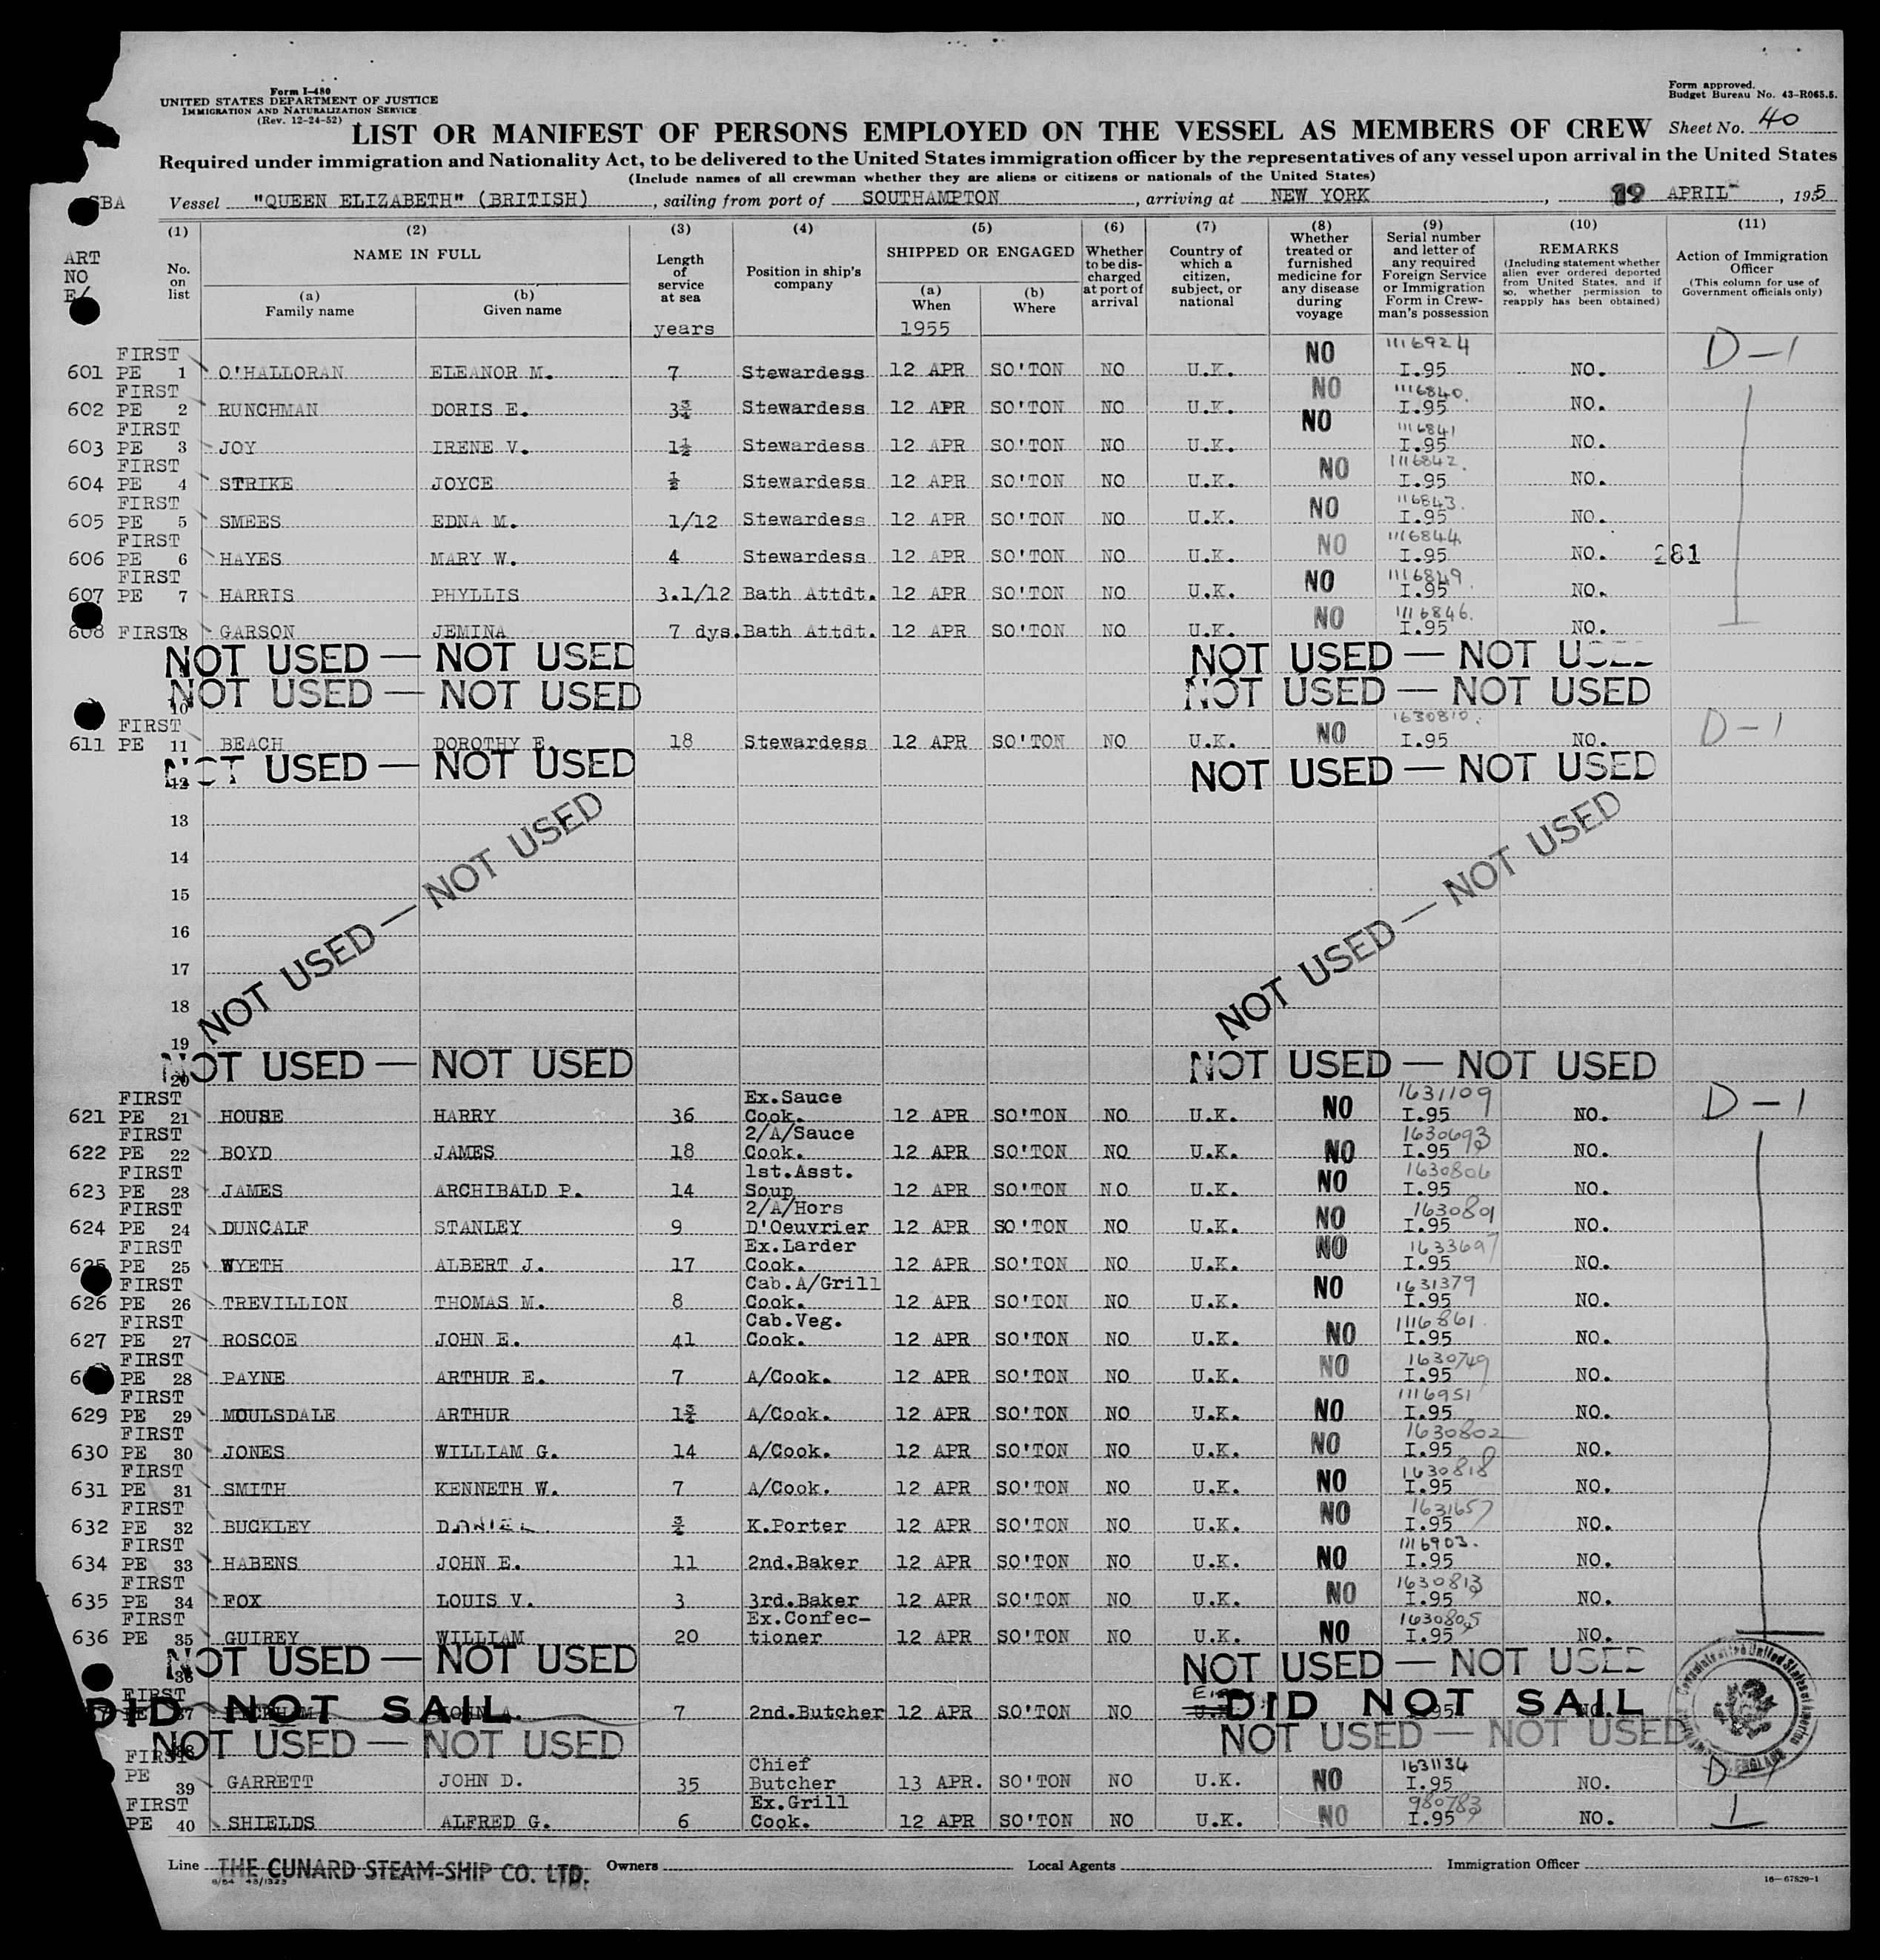 Form I-480
UNITED STATES DEPARTMENT OF JUSTICE
IMMIGRATION AND NATURALIZATION SERVICE
(Rev. 12-24-52)
Form approved.
Budget Bureau No. 43-R065.5.
LIST OR MANIFEST OF PERSONS EMPLOYED ON THE VESSEL AS MEMBERS OF CREW Sheet No. 40
Required under immigration and Nationality Act, to be delivered to the United States immigration officer by the representatives of any vessel upon arrival in the United States
(Include names of all crewman whether they are aliens or citizens or nationals of the United States)
SBA Vessel "QUEEN ELIZABETH" (BRITISH), sailing from port of SOUTHAMPTON, arriving at NEW YORK, 19 APRIL, 1955
ART
NO
E/
(1) No. on list
(2) NAME IN FULL
(a) Family name
(b) Given name
(3) Length of service at sea
years
(4) Position in ship's company
(5) SHIPPED OR ENGAGED
(a) When
1955
(b) Where
(6) Whether to be discharged at port of arrival
(7) Country of which a citizen, subject, or national
(8) Whether treated or furnished medicine for any disease during voyage
(9) Serial number and letter of any required Foreign Service or Immigration Form in Crewman's possession
(10) REMARKS
(Including statement whether alien ever ordered deported from United States, and if so, whether permission to reapply has been obtained)
(11) Action of Immigration Officer
(This column for use of Government officials only)
601 FIRST PE 1 O'HALLORAN ELEANOR M. 7 Stewardess 12 APR SO'TON NO U.K. NO 1116924 I.95 NO. D-1
602 FIRST PE 2 RUNCHMAN DORIS E. 3¾ Stewardess 12 APR SO'TON NO U.K. NO 1116840. I.95 NO.
603 FIRST PE 3 JOY IRENE V. 1½ Stewardess 12 APR SO'TON NO U.K. NO 1116841 I.95 NO.
604 FIRST PE 4 STRIKE JOYCE ½ Stewardess 12 APR SO'TON NO U.K. NO 1116842. I.95 NO.
605 FIRST PE 5 SMEES EDNA M. 1/12 Stewardess 12 APR SO'TON NO U.K. NO 116843. I.95 NO.
606 FIRST PE 6 HAYES MARY W. 4 Stewardess 12 APR SO'TON NO U.K. NO 1116844 I.95 NO. 281
607 FIRST PE 7 HARRIS PHYLLIS 3.1/12 Bath Attdt. 12 APR SO'TON NO U.K. NO 1116849. I.95 NO.
608 FIRST 8 GARSON JEMINA 7 dys. Bath Attdt. 12 APR SO'TON NO U.K. NO 1116846. I.95 NO.
NOT USED — NOT USED NOT USED — NOT USED
10 NOT USED — NOT USED NOT USED — NOT USED
611 FIRST PE 11 BEACH DOROTHY E. 18 Stewardess 12 APR SO'TON NO U.K. NO 1630810. I.95 NO. D-1
12 NOT USED — NOT USED NOT USED — NOT USED
13
14
15
16
17
18
19
NOT USED — NOT USED NOT USED — NOT USED
20 NOT USED — NOT USED NOT USED — NOT USED
621 FIRST PE 21 HOUSE HARRY 36 Ex.Sauce Cook. 12 APR SO'TON NO U.K. NO 1631109 I.95 NO. D-1
622 FIRST PE 22 BOYD JAMES 18 2/A/Sauce Cook. 12 APR SO'TON NO U.K. NO 1630693 I.95 NO.
623 FIRST PE 23 JAMES ARCHIBALD P. 14 1st.Asst. Soup 12 APR SO'TON NO U.K. NO 1630806 I.95 NO.
624 FIRST PE 24 DUNCALF STANLEY 9 2/A/Hors D'Oeuvrier 12 APR SO'TON NO U.K. NO 1630801 I.95 NO.
625 FIRST PE 25 WYETH ALBERT J. 17 Ex.Larder Cook. 12 APR SO'TON NO U.K. NO 1633697 I.95 NO.
626 FIRST PE 26 TREVILLION THOMAS M. 8 Cab.A/Grill Cook. 12 APR SO'TON NO U.K. NO 1631379 I.95 NO.
627 FIRST PE 27 ROSCOE JOHN E. 41 Cab.Veg. Cook. 12 APR SO'TON NO U.K. NO 1116861. I.95 NO.
FIRST PE 28 PAYNE ARTHUR E. 7 A/Cook. 12 APR SO'TON NO U.K. NO 1630749 I.95 NO.
629 FIRST PE 29 MOULSDALE ARTHUR 1¾ A/Cook. 12 APR SO'TON NO U.K. NO 1116951 I.95 NO.
630 FIRST PE 30 JONES WILLIAM G. 14 A/Cook. 12 APR SO'TON NO U.K. NO 1630802 I.95 NO.
631 FIRST PE 31 SMITH KENNETH W. 7 A/Cook. 12 APR SO'TON NO U.K. NO 1630818 I.95 NO.
632 FIRST PE 32 BUCKLEY DANIEL ¾ K.Porter 12 APR SO'TON NO U.K. NO 1631657 I.95 NO.
634 FIRST PE 33 HABENS JOHN E. 11 2nd.Baker 12 APR SO'TON NO U.K. NO 1116903. I.95 NO.
635 FIRST PE 34 FOX LOUIS V. 3 3rd.Baker 12 APR SO'TON NO U.K. NO 1630813 I.95 NO.
636 FIRST PE 35 GUIREY WILLIAM 20 Ex.Confec-tioner 12 APR SO'TON NO U.K. NO 1630805 I.95 NO.
36 NOT USED — NOT USED NOT USED — NOT USED
FIRST PE 37 DID NOT SAIL JOHN A. 7 2nd.Butcher 12 APR SO'TON NO DID NOT SAIL
NOT USED — NOT USED NOT USED — NOT USED
FIRST PE 39 GARRETT JOHN D. 35 Chief Butcher 13 APR. SO'TON NO U.K. NO 1631134 I.95 NO. D-1
FIRST PE 40 SHIELDS ALFRED G. 6 Ex.Grill Cook. 12 APR SO'TON NO U.K. NO 980783 I.95 NO.
Line THE CUNARD STEAM-SHIP CO. LTD. Owners Local Agents Immigration Officer
16—67529-1